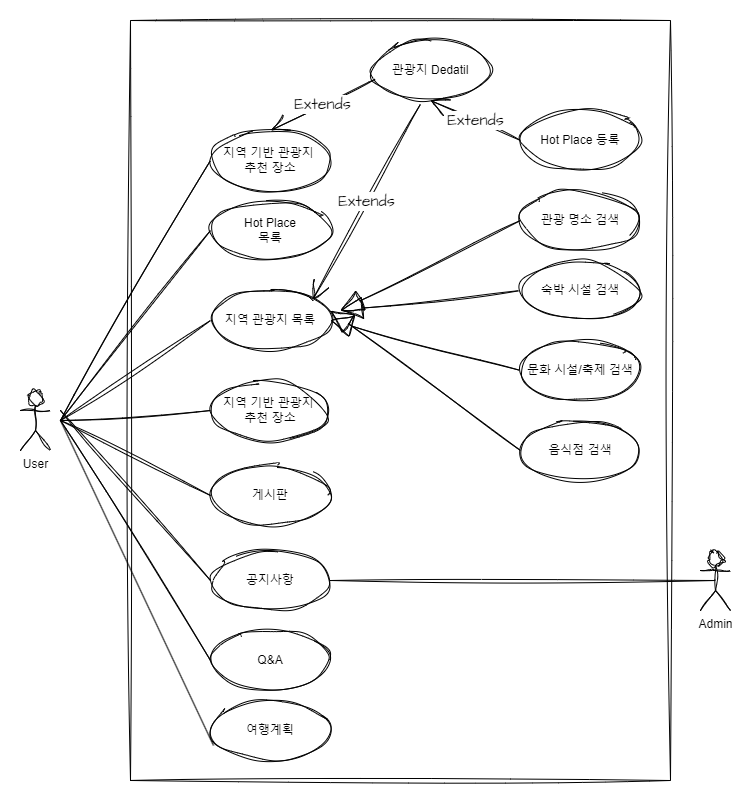 관광지 Dedatil
Extends
Extends
Hot Place 등록
지역 기반 관광지
추천 장소
Extends
Hot Place
목록
관광 명소 검색
숙박 시설 검색
지역 관광지 목록
문화 시설/축제 검색
지역 기반 관광지
추천 장소
음식점 검색
User
게시판
공지사항
Admin
Q&A
여행계획